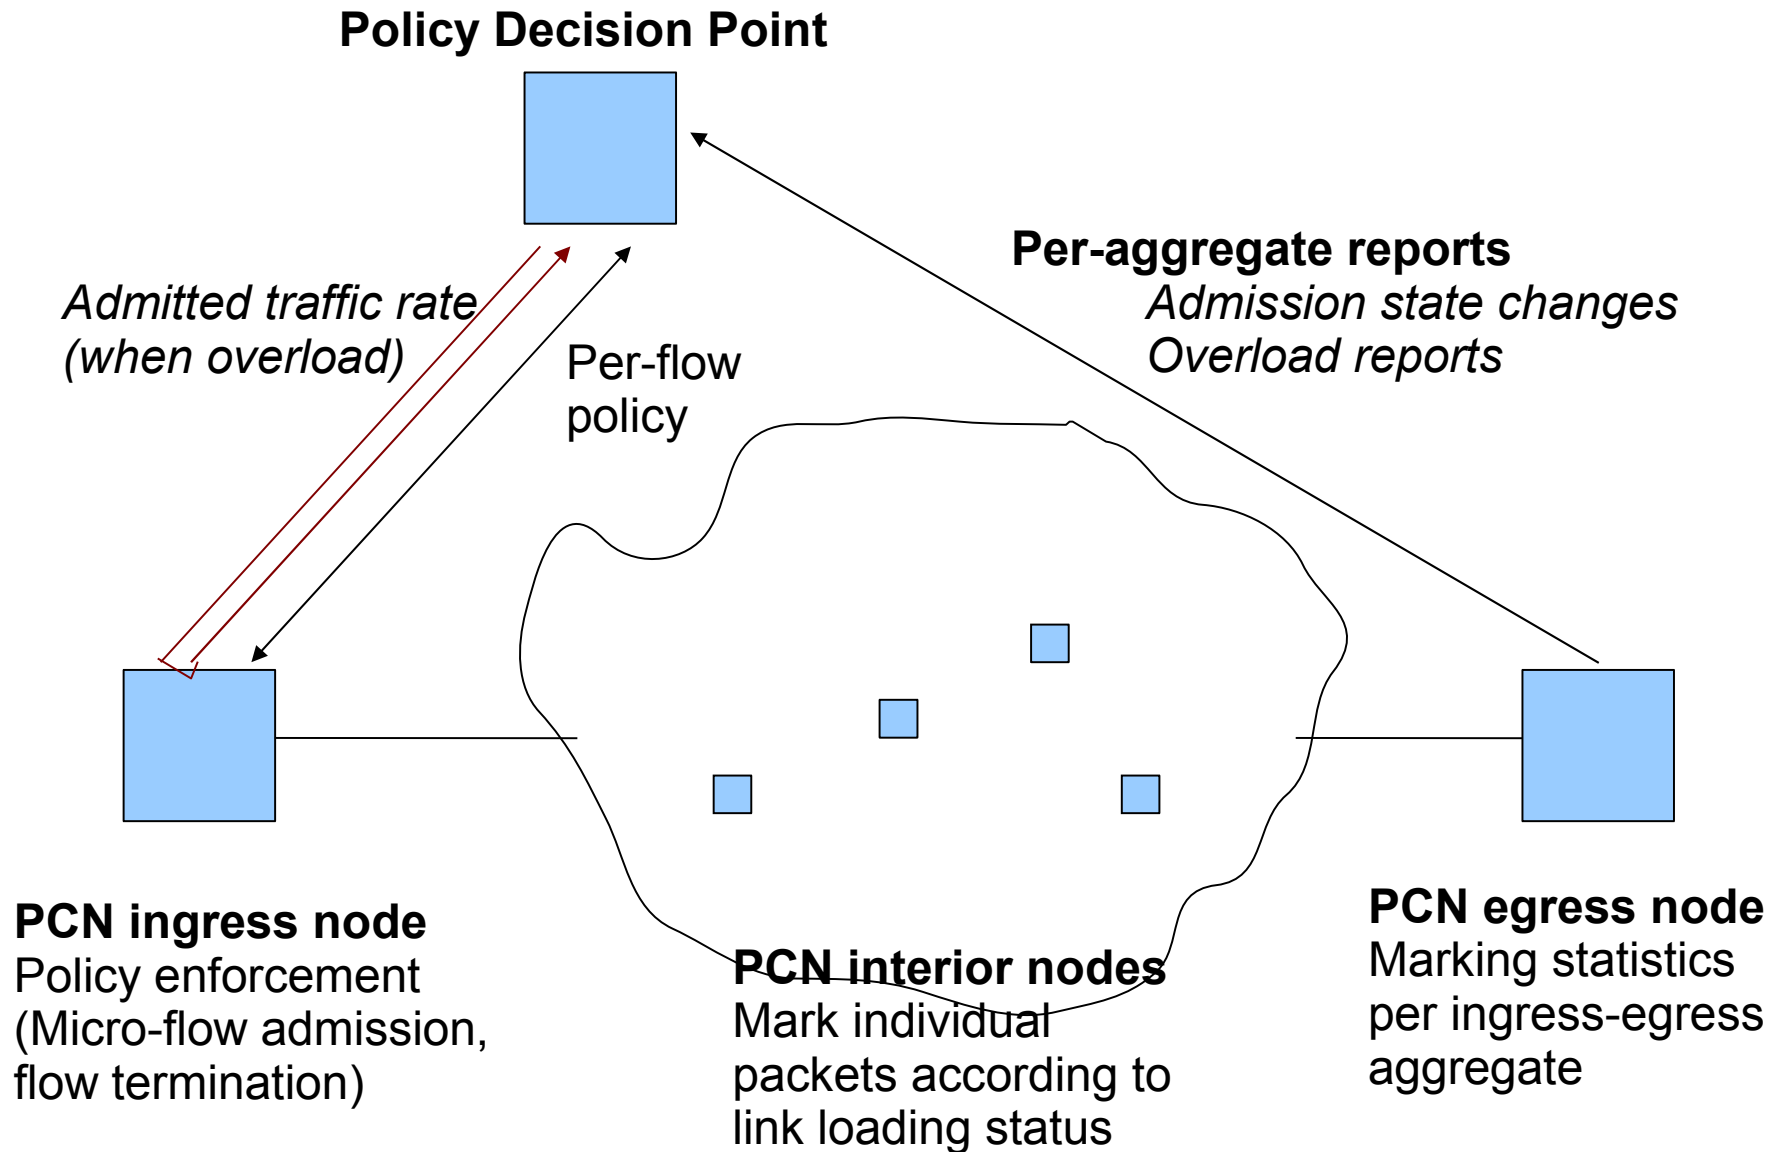 Policy Decision Point
Per-aggregate reports
Admission state changes
Overload reports
Admitted traffic rate
(when overload)
Per-flow
policy
PCN ingress node
Policy enforcement
(Micro-flow admission,
flow termination)
PCN interior nodes
Mark individual
packets according to
link loading status
PCN egress node
Marking statistics
per ingress-egress
aggregate